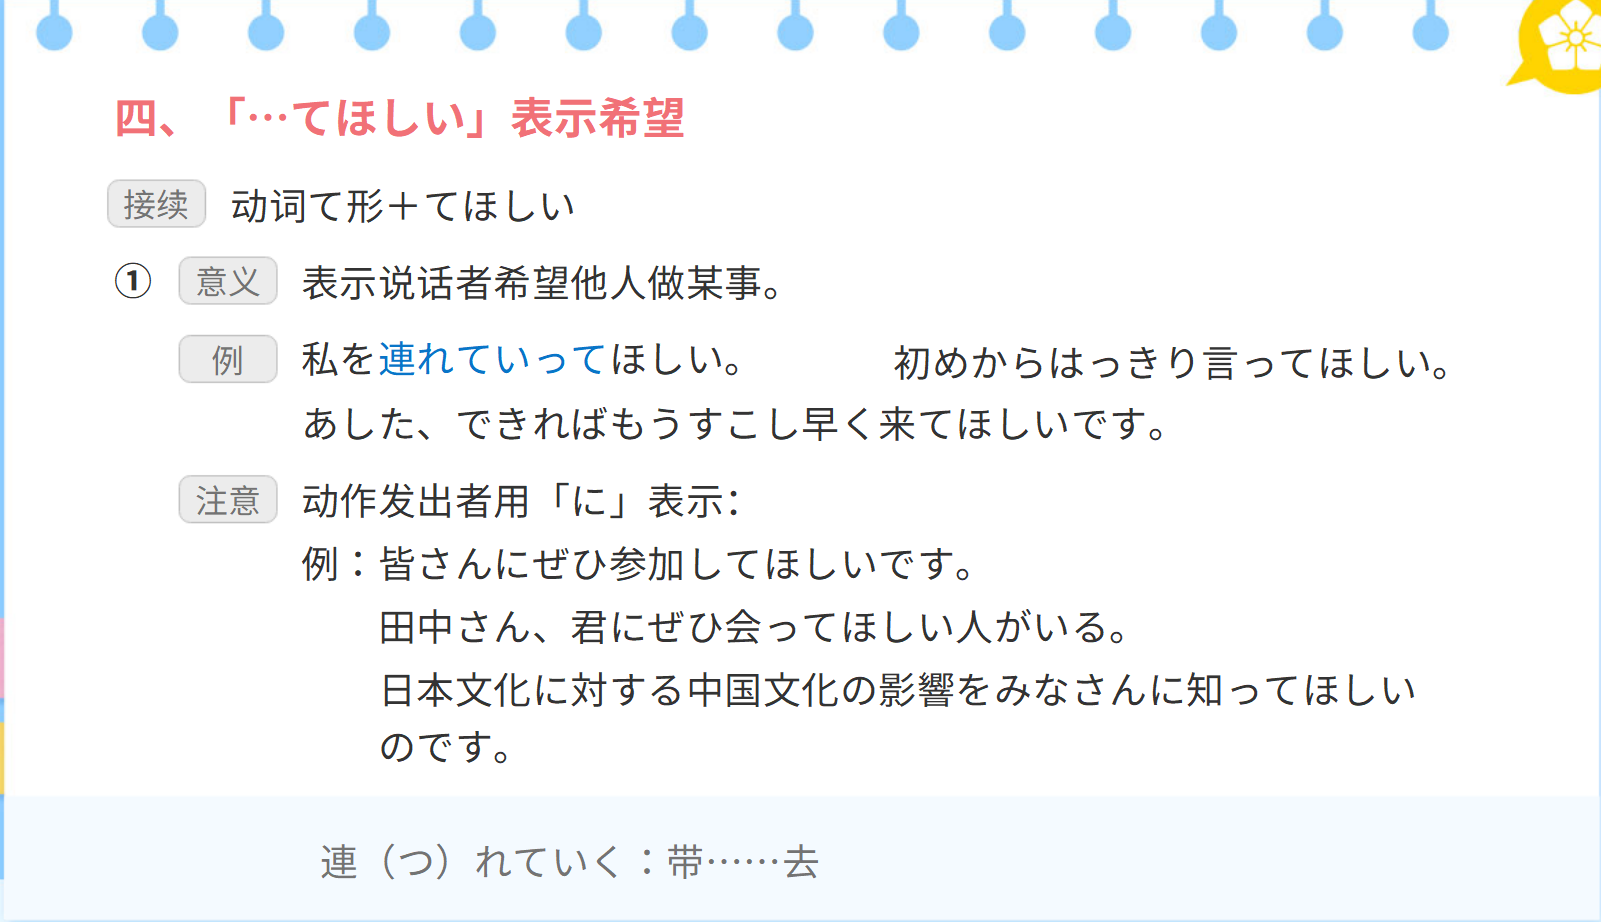 四、「…てほしい」表示希望
接续 动词て形＋てほしい
① 意义 表示说话者希望他人做某事。
例 私を連れていってほしい。 初めからはっきり言ってほしい。
あした、できればもうすこし早く来てほしいです。
注意 动作发出者用「に」表示：
例：皆さんにぜひ参加してほしいです。
田中さん、君にぜひ会ってほしい人がいる。
日本文化に対する中国文化の影響をみなさんに知ってほしい
のです。
連（つ）れていく：带……去